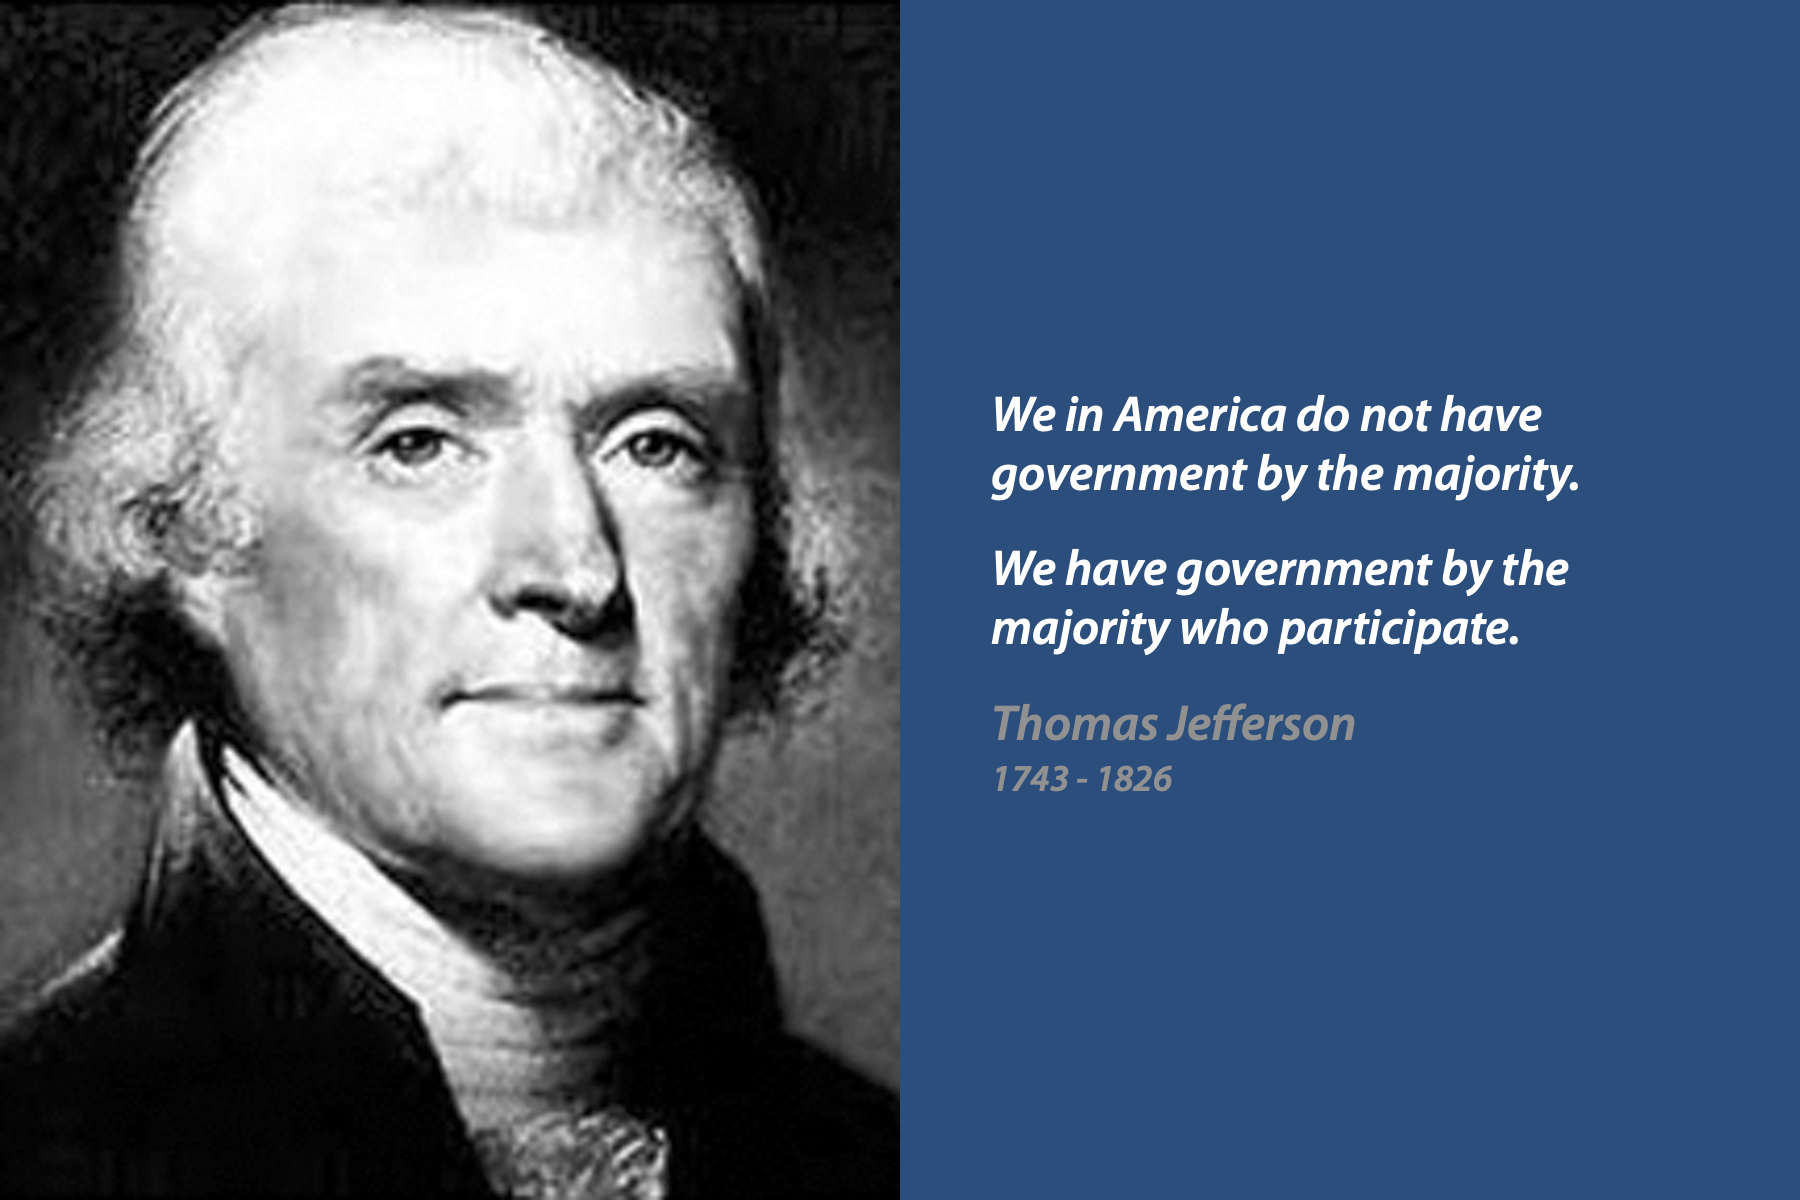 We in America do not have
government by the majority.
We have government by the
majority who participate.
Thomas Jefferson
1743 - 1826